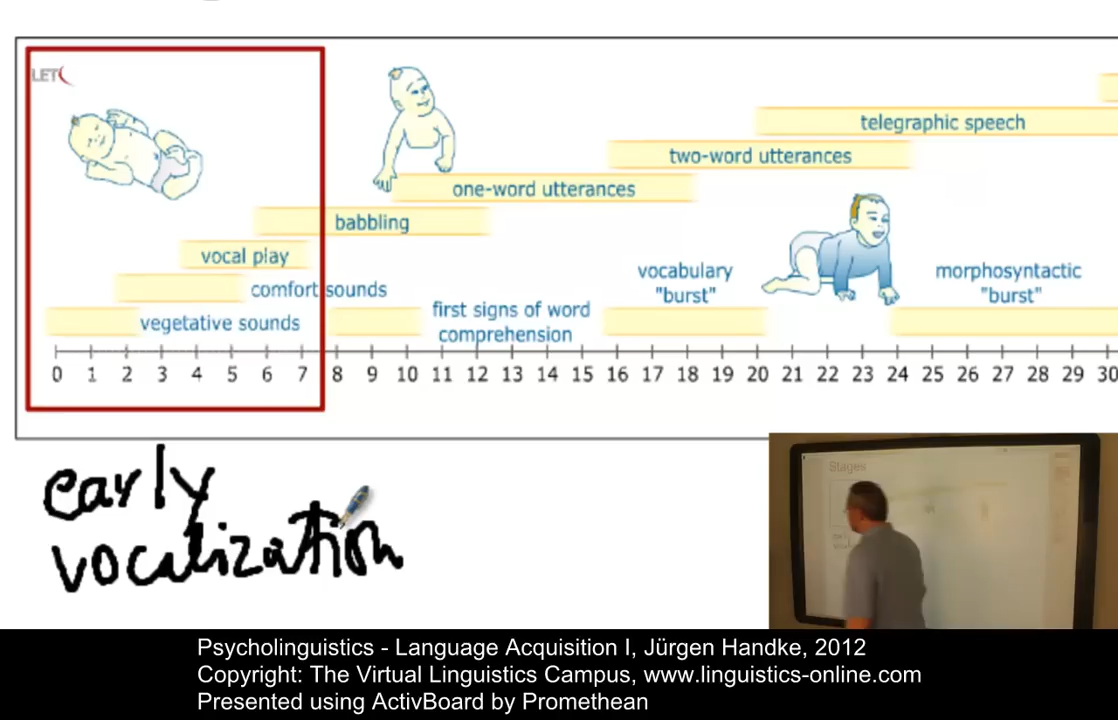 LET
telegraphic speech
two-word utterances
one-word utterances
babbling
vocal play
comfort sounds
vegetative sounds
first signs of word
comprehension
vocabulary
"burst"
morphosyntactic
"burst"
0 1 2 3 4 5 6 7 8 9 10 11 12 13 14 15 16 17 18 19 20 21 22 23 24 25 26 27 28 29 30
early
vocalization
Stages
Psycholinguistics - Language Acquisition I, Jürgen Handke, 2012
Copyright: The Virtual Linguistics Campus, www.linguistics-online.com
Presented using ActivBoard by Promethean